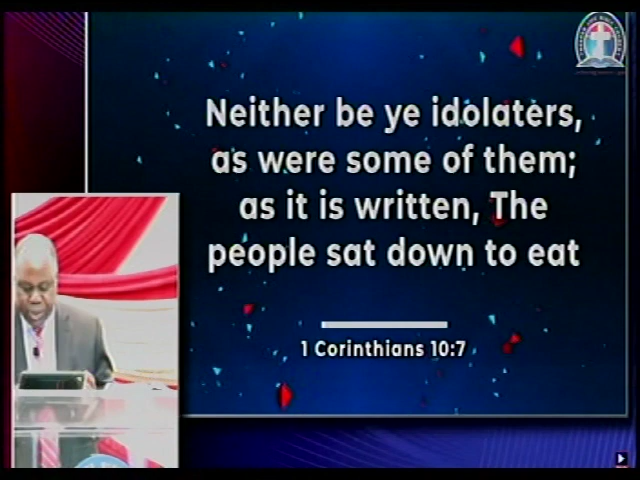 Neither be ye idolaters,
as were some of them;
as it is written, The
people sat down to eat
1 Corinthians 10:7